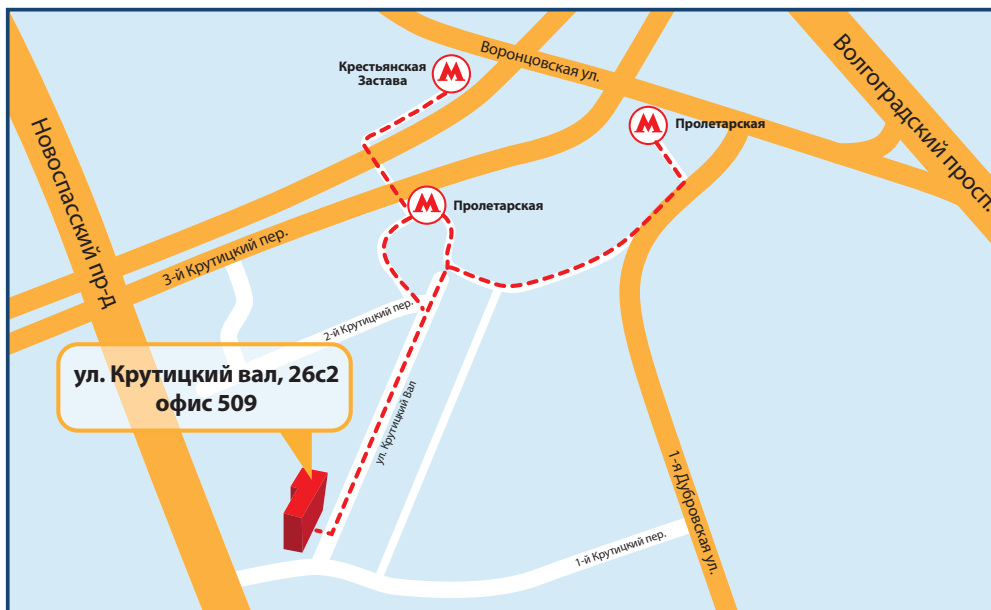 Воронцовская ул.
Волгоградский просп.
Крестьянская
Застава
М
М
Пролетарская
Новоспасский пр-д
М
Пролетарская
3-й Крутицкий пер.
2-й Крутицкий пер.
ул. Крутицкий вал, 26с2
офис 509
ул. Крутицкий Вал
1-я Дубровская ул.
1-й Крутицкий пер.